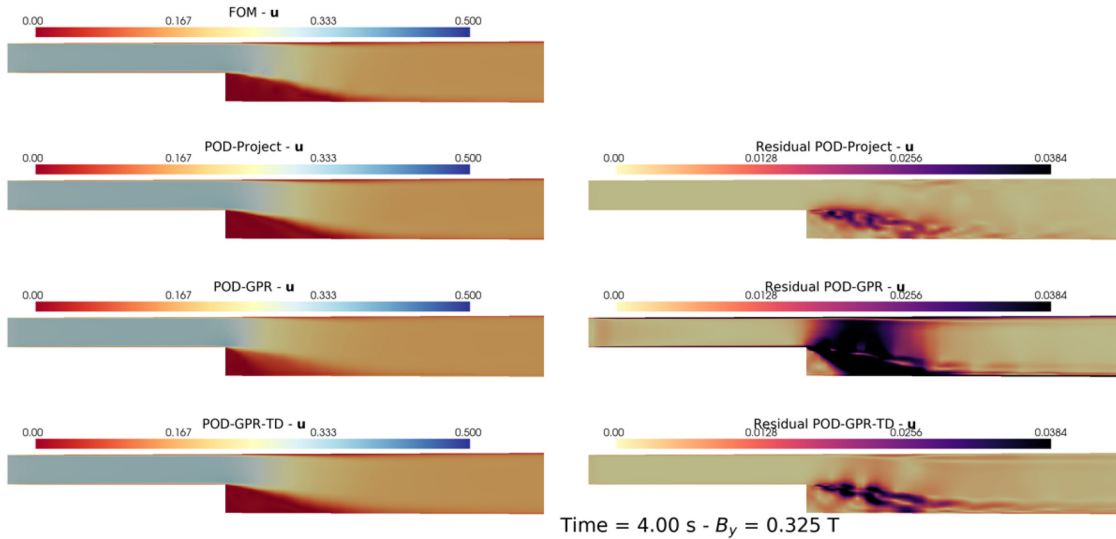 FOM - u
0.00 0.167 0.333 0.500
POD-Project - u
0.00 0.167 0.333 0.500
Residual POD-Project - u
0.00 0.0128 0.0256 0.0384
POD-GPR - u
0.00 0.167 0.333 0.500
Residual POD-GPR - u
0.00 0.0128 0.0256 0.0384
POD-GPR-TD - u
0.00 0.167 0.333 0.500
Residual POD-GPR-TD - u
0.00 0.0128 0.0256 0.0384
Time = 4.00 s - B_y = 0.325 T